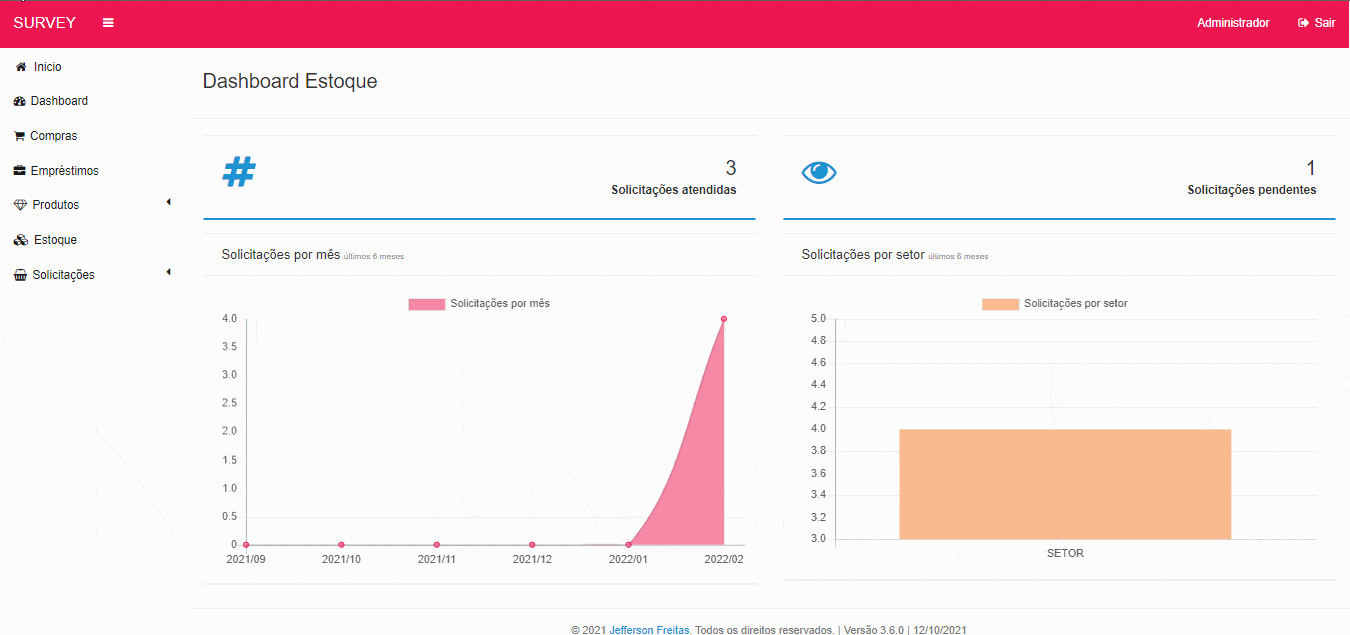 SURVEY
Administrador
Sair
Inicio
Dashboard
Compras
Empréstimos
Produtos
Estoque
Solicitações
Dashboard Estoque
3
Solicitações atendidas
1
Solicitações pendentes
Solicitações por mês últimos 6 meses
Solicitações por mês
4.0
3.5
3.0
2.5
2.0
1.5
1.0
0.5
0
2021/09 2021/10 2021/11 2021/12 2022/01 2022/02
Solicitações por setor últimos 6 meses
Solicitações por setor
5.0
4.8
4.6
4.4
4.2
4.0
3.8
3.6
3.4
3.2
3.0
SETOR
© 2021 Jefferson Freitas. Todos os direitos reservados. | Versão 3.6.0 | 12/10/2021